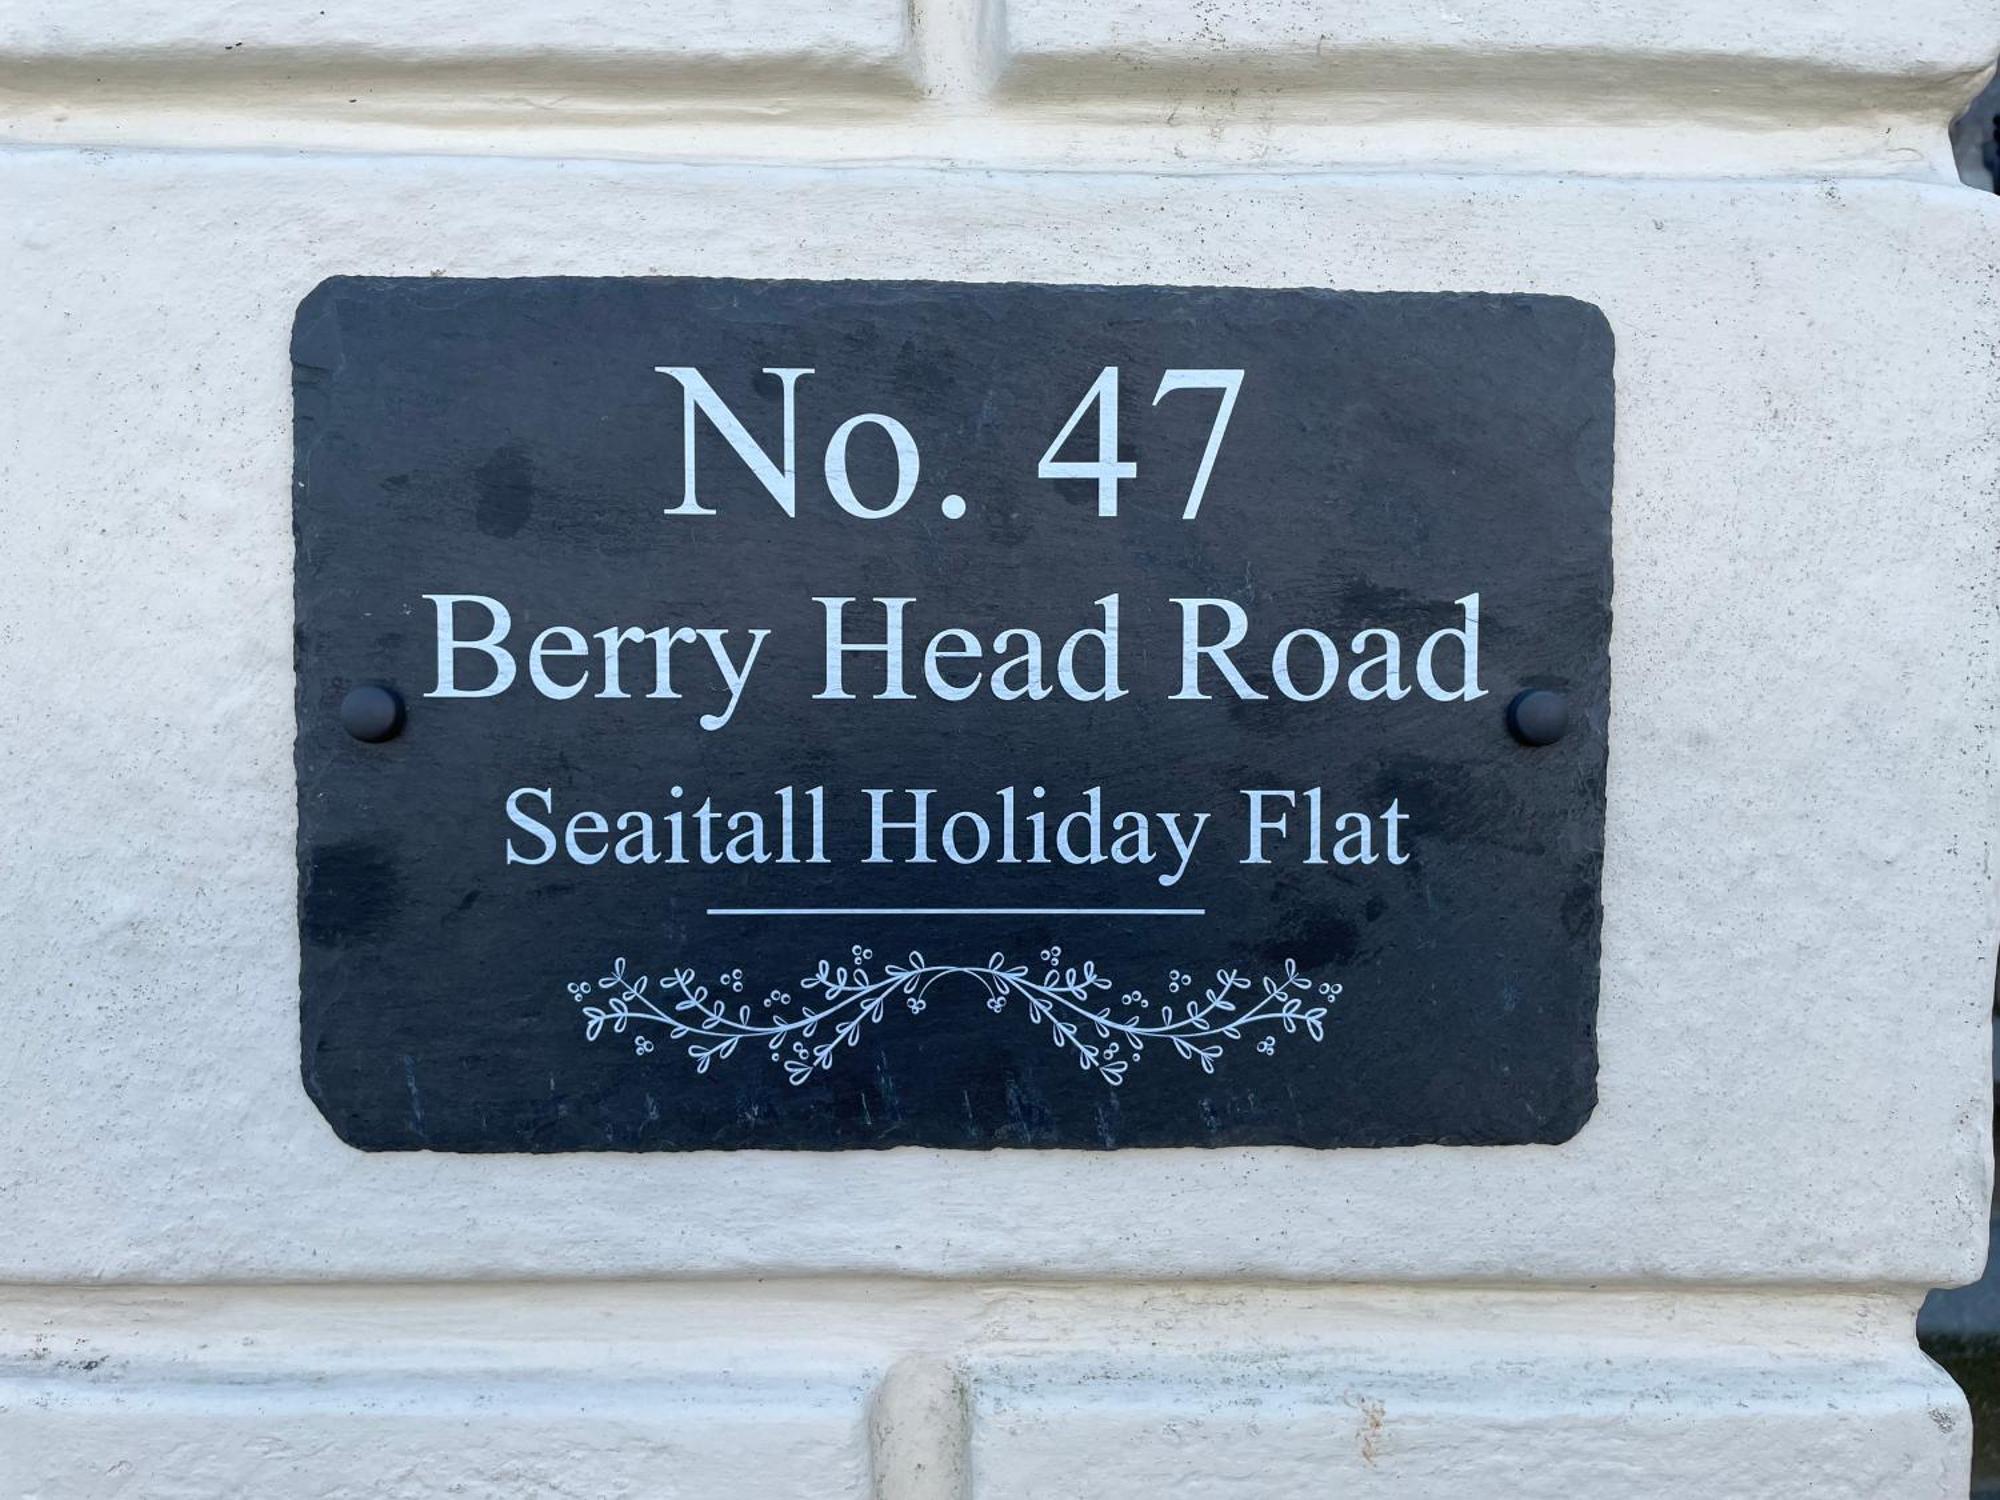 No. 47
Berry Head Road
Seaitall Holiday Flat